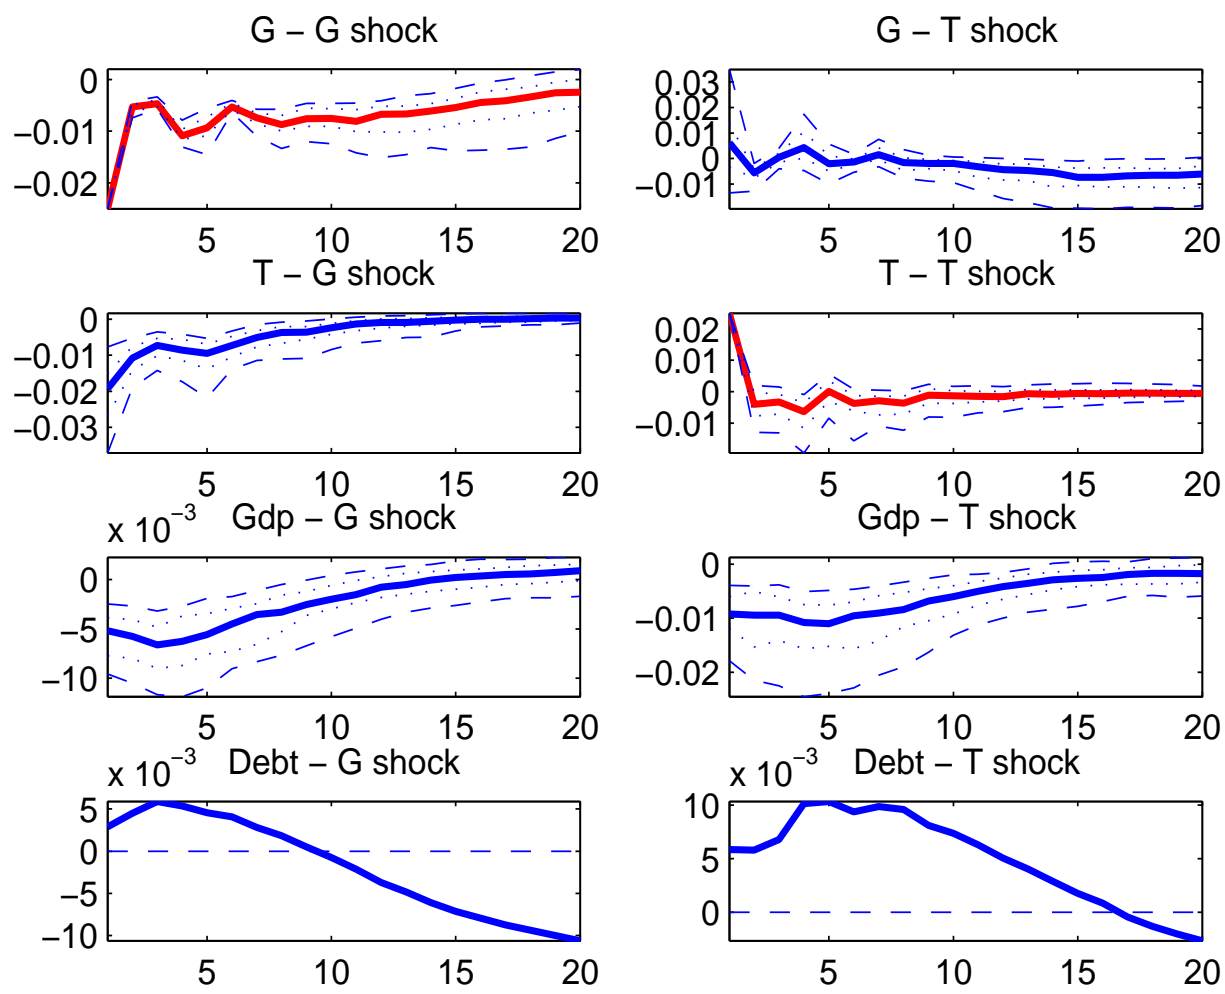 G − G shock
0
−0.01
−0.02
5 10 15 20
G − T shock
0.03
0.02
0.01
0
−0.01
5 10 15 20
T − G shock
0
−0.01
−0.02
−0.03
5 10 15 20
T − T shock
0.02
0.01
0
−0.01
5 10 15 20
x 10−3
Gdp − G shock
0
−5
−10
5 10 15 20
Gdp − T shock
0
−0.01
−0.02
5 10 15 20
x 10−3
Debt − G shock
5
0
−5
−10
5 10 15 20
x 10−3
Debt − T shock
10
5
0
5 10 15 20